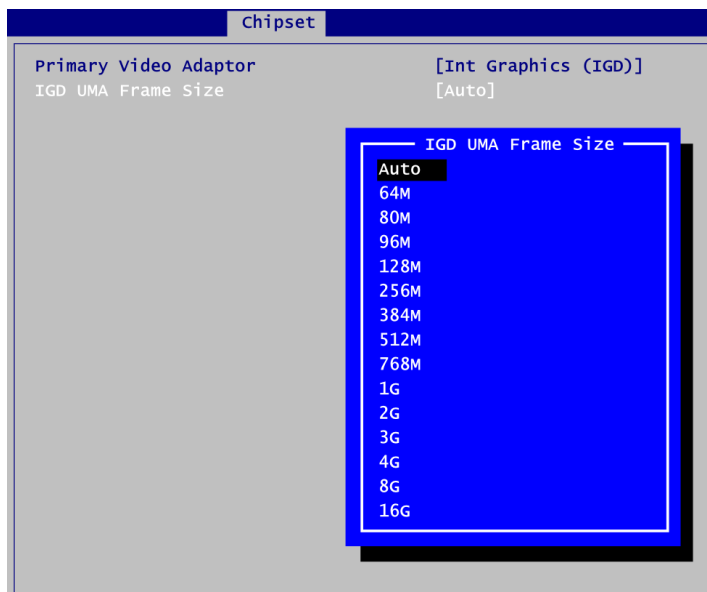 Chipset
Primary Video Adaptor [Int Graphics (IGD)]
IGD UMA Frame Size [Auto]
IGD UMA Frame Size
Auto
64M
80M
96M
128M
256M
384M
512M
768M
1G
2G
3G
4G
8G
16G